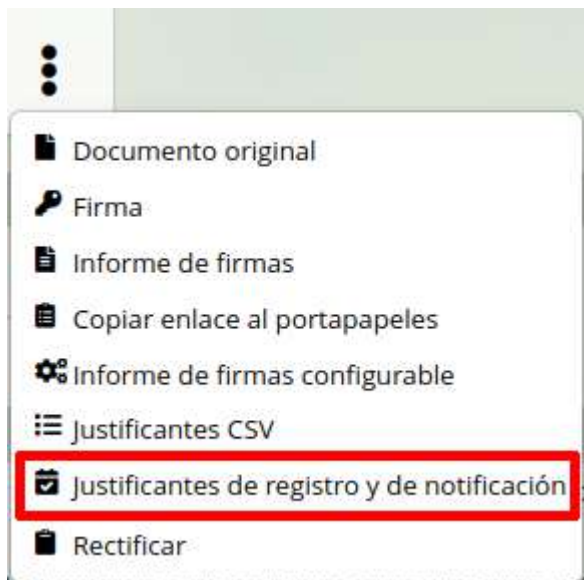 Documento original
Firma
Informe de firmas
Copiar enlace al portapapeles
Informe de firmas configurable
Justificantes CSV
Justificantes de registro y de notificación
Rectificar